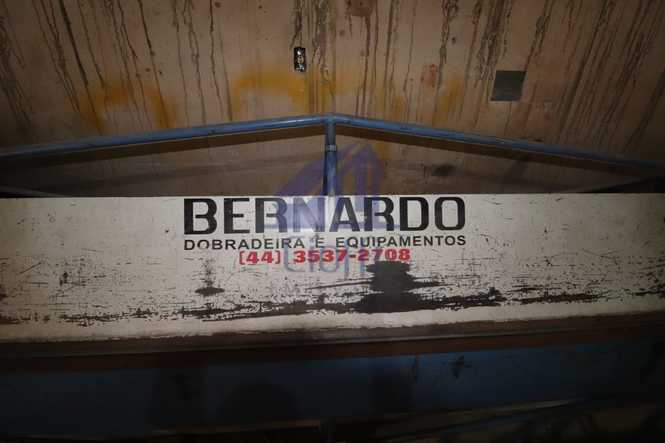 BERNARDO
DOBRADEIRA E EQUIPAMENTOS
(44) 3537-2708